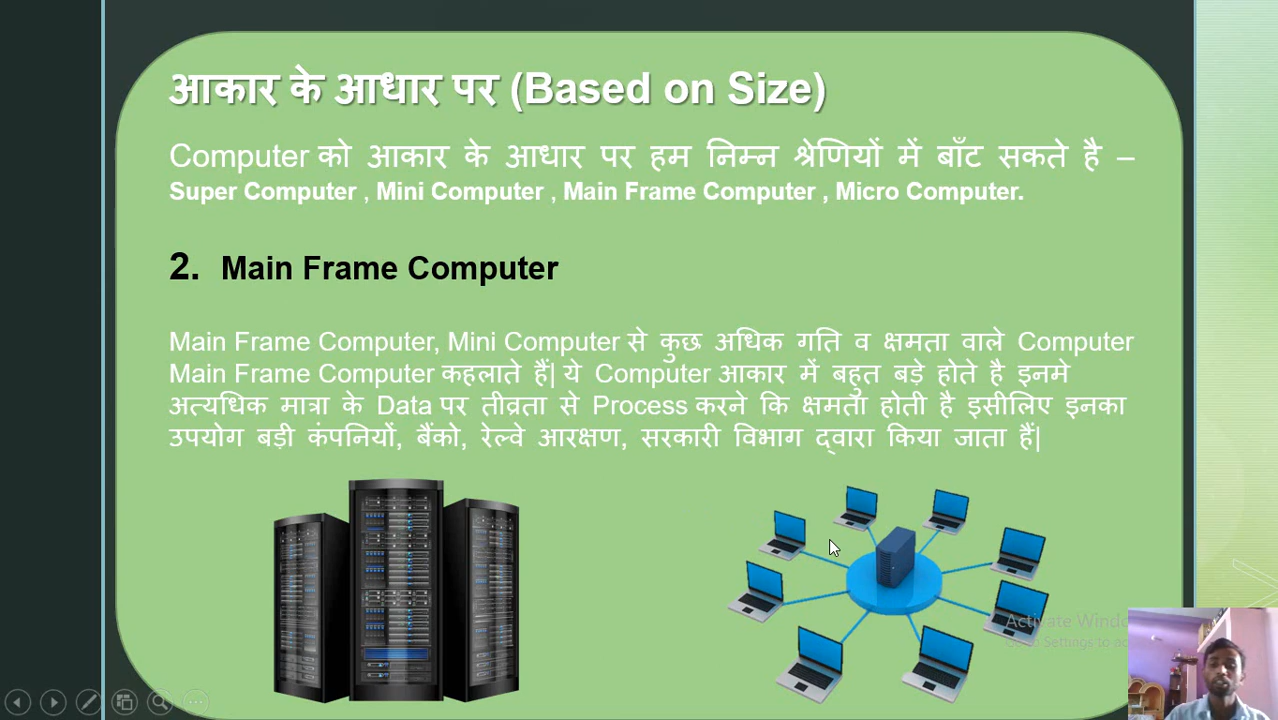 आकार के आधार पर (Based on Size)
Computer को आकार के आधार पर हम निम्न श्रेणियों में बाँट सकते है –
Super Computer , Mini Computer , Main Frame Computer , Micro Computer.
2. Main Frame Computer
Main Frame Computer, Mini Computer से कुछ अधिक गति व क्षमता वाले Computer
Main Frame Computer कहलाते हैं| ये Computer आकार में बहुत बड़े होते है इनमे
अत्यधिक मात्रा के Data पर तीव्रता से Process करने कि क्षमता होती है इसीलिए इनका
उपयोग बड़ी कंपनियों, बैंको, रेल्वे आरक्षण, सरकारी विभाग द्वारा किया जाता हैं|
Activate Windo